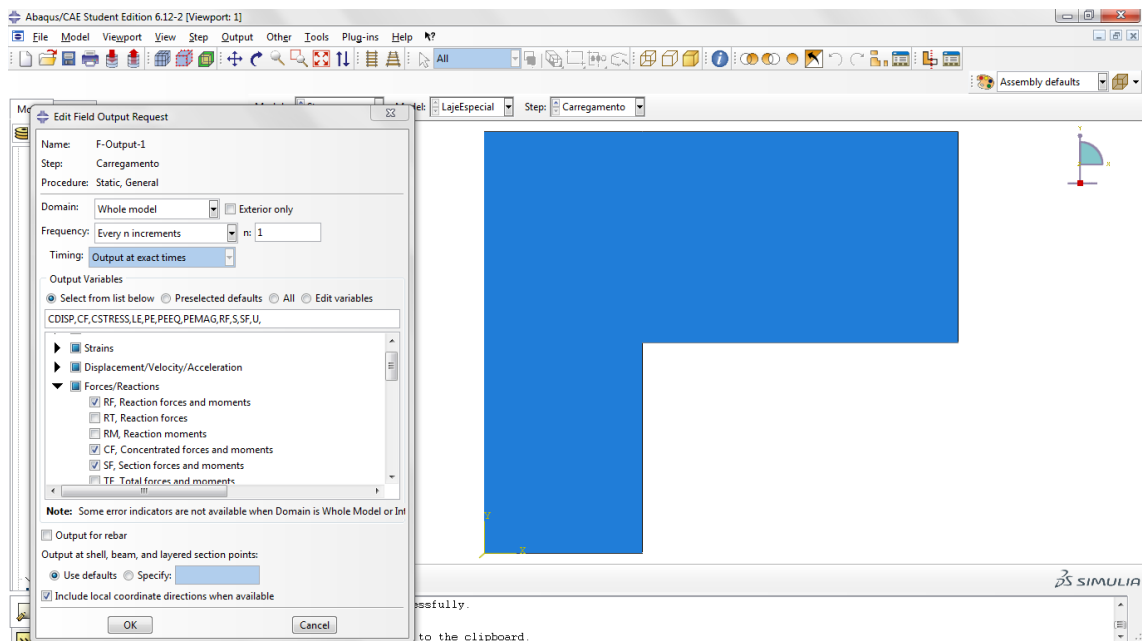 Abaqus/CAE Student Edition 6.12-2 [Viewport: 1]
File Model Viewport View Step Output Other Tools Plug-ins Help
All
Assembly defaults
LajeEspecial Step: Carregamento
Edit Field Output Request
Name: F-Output-1
Step: Carregamento
Procedure: Static, General
Domain: Whole model Exterior only
Frequency: Every n increments n: 1
Timing: Output at exact times
Output Variables
Select from list below Preselected defaults All Edit variables
CDISP,CF,CSTRESS,LE,PE,PEEQ,PEMAG,RF,S,SF,U,
Strains
Displacement/Velocity/Acceleration
Forces/Reactions
RF, Reaction forces and moments
RT, Reaction forces
RM, Reaction moments
CF, Concentrated forces and moments
SF, Section forces and moments
TF, Total forces and moments
Note: Some error indicators are not available when Domain is Whole Model or Int
Output for rebar
Output at shell, beam, and layered section points:
Use defaults Specify:
Include local coordinate directions when available
OK Cancel
Y
X
Y
X
SIMULIA
essfully.
to the clipboard.